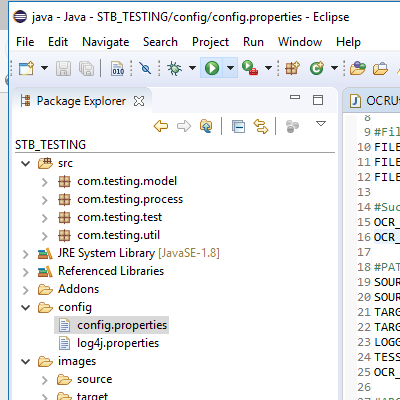 java - Java - STB_TESTING/config/config.properties - Eclipse
File Edit Navigate Search Project Run Window Help
010
Package Explorer
OCRUt
STB_TESTING
src
com.testing.model
com.testing.process
com.testing.test
com.testing.util
JRE System Library [JavaSE-1.8]
Referenced Libraries
Addons
config
config.properties
log4j.properties
images
source
target
8
9 #Fil
10 FILE
11 FILE
12 FILE
13
14 #Suc
15 OCR_
16 OCR_
17
18 #PAT
19 SOUR
20 SOUR
21 TARG
22 TARG
23 LOGG
24 TESS
25 OCR_
26